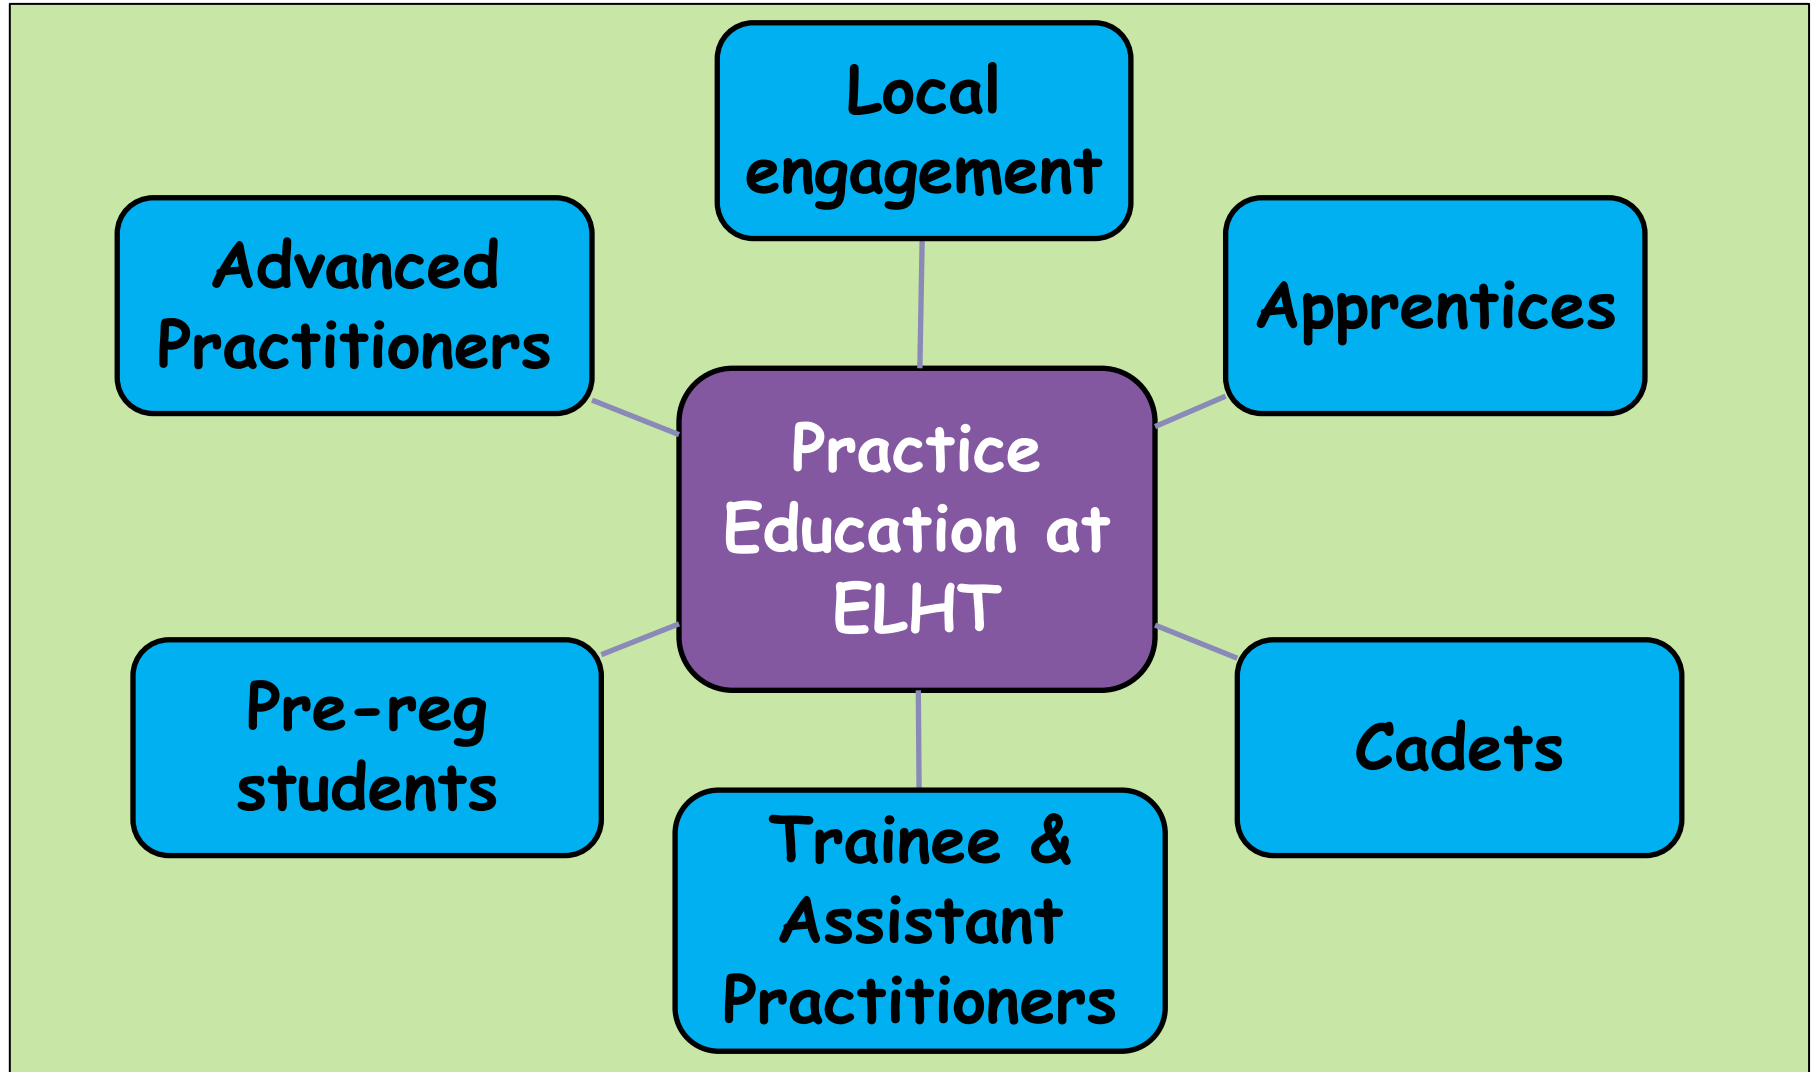 Local
engagement
Advanced
Practitioners
Apprentices
Practice
Education at
ELHT
Pre-reg
students
Cadets
Trainee &
Assistant
Practitioners